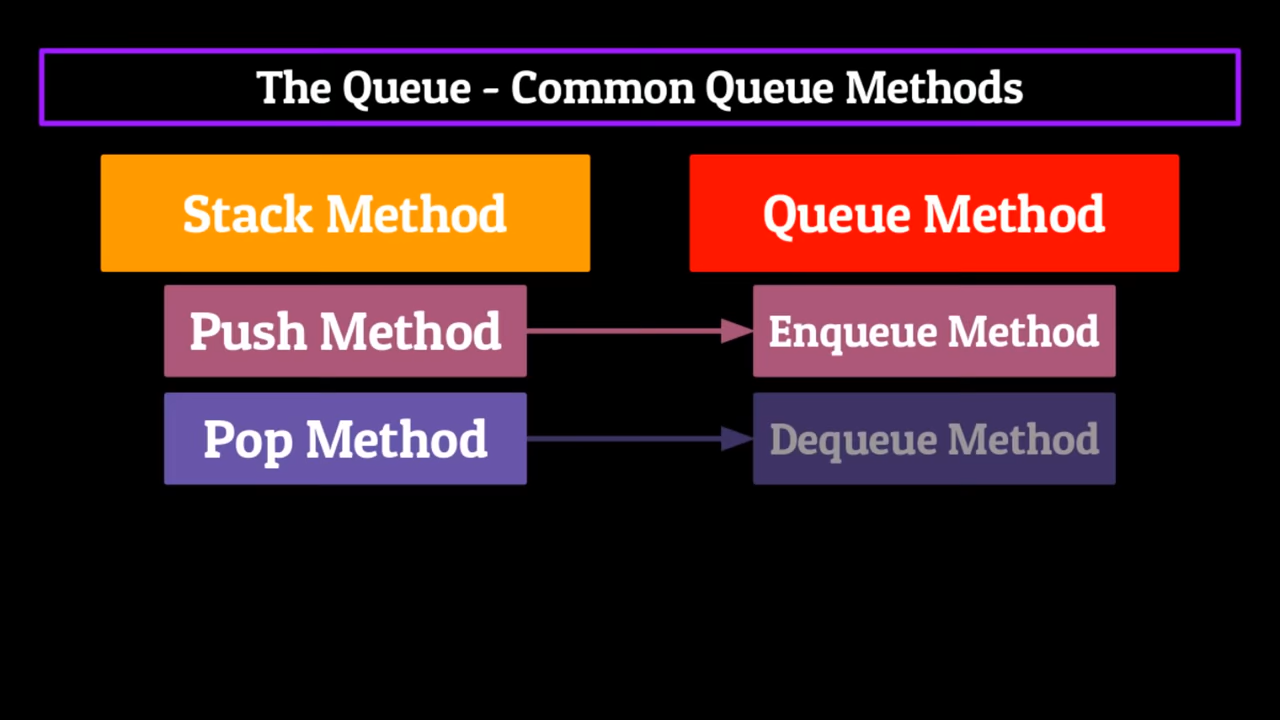 The Queue - Common Queue Methods
Stack Method
Queue Method
Push Method
Enqueue Method
Pop Method
Dequeue Method